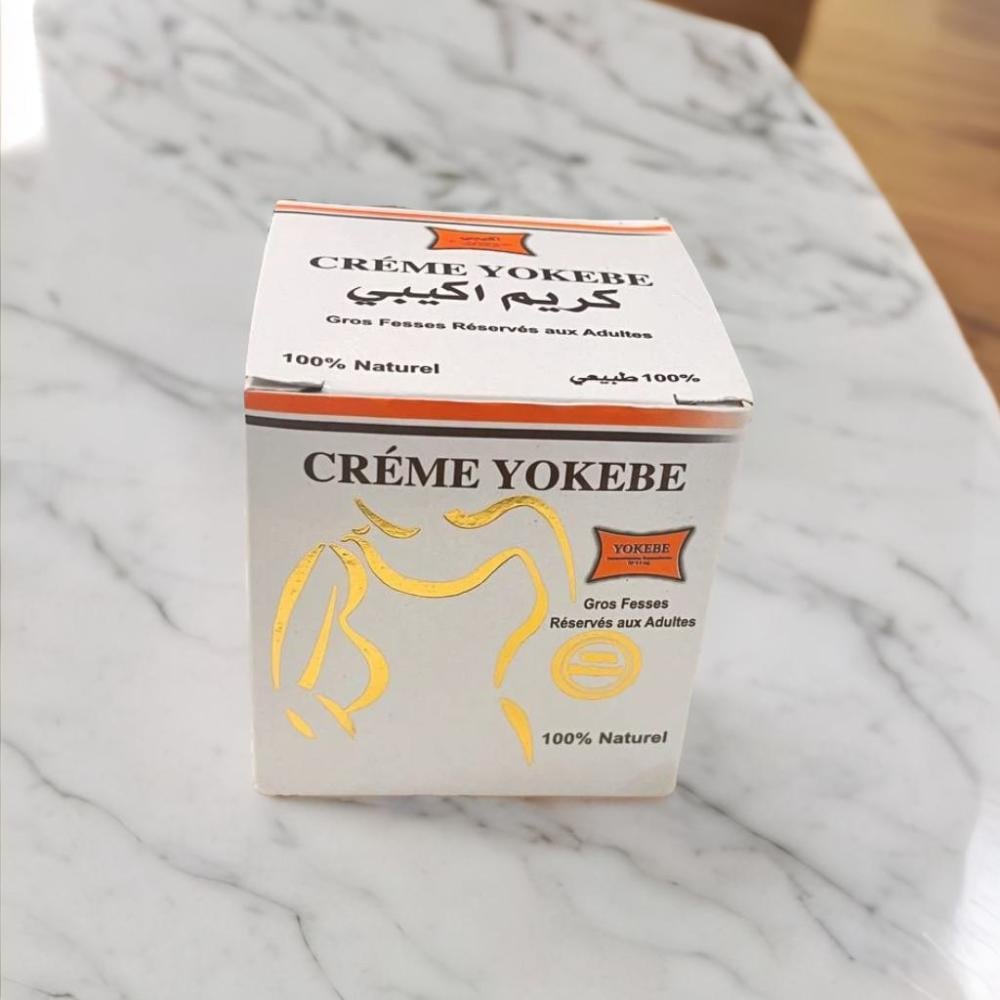 CRÉME YOKEBE
كريم اكيبي
Gros Fesses Réservés aux Adultes
100% Naturel
100% طبيعي
CRÉME YOKEBE
YOKEBE
Gros Fesses
Réservés aux Adultes
100% Naturel